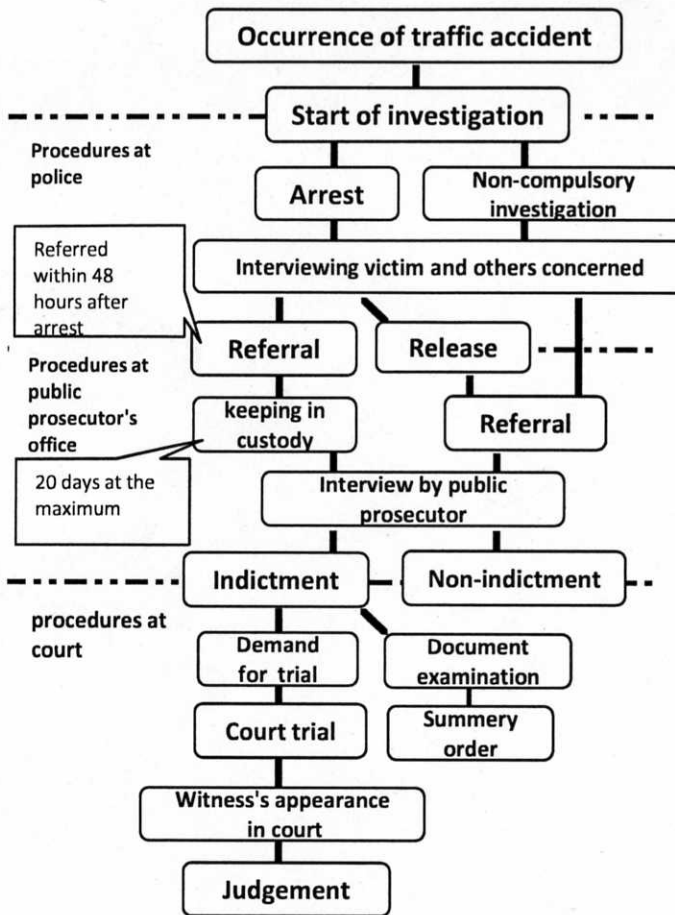 Occurrence of traffic accident
Start of investigation
Procedures at
police
Arrest
Non-compulsory
investigation
Referred
within 48
hours after
arrest
Interviewing victim and others concerned
Referral
Release
Procedures at
public
prosecutor's
office
keeping in
custody
Referral
20 days at the
maximum
Interview by public
prosecutor
Indictment
Non-indictment
procedures at
court
Demand
for trial
Document
examination
Court trial
Summery
order
Witness's appearance
in court
Judgement